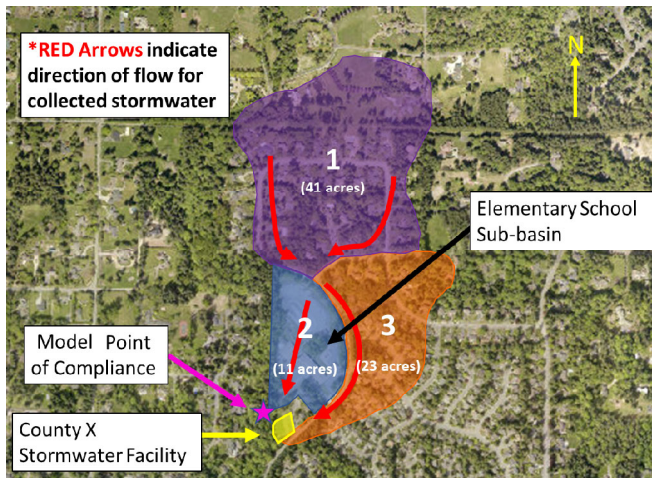 *RED Arrows indicate
direction of flow for
collected stormwater
N
1
(41 acres)
Elementary School
Sub-basin
2
(11 acres)
3
(23 acres)
Model Point
of Compliance
County X
Stormwater Facility